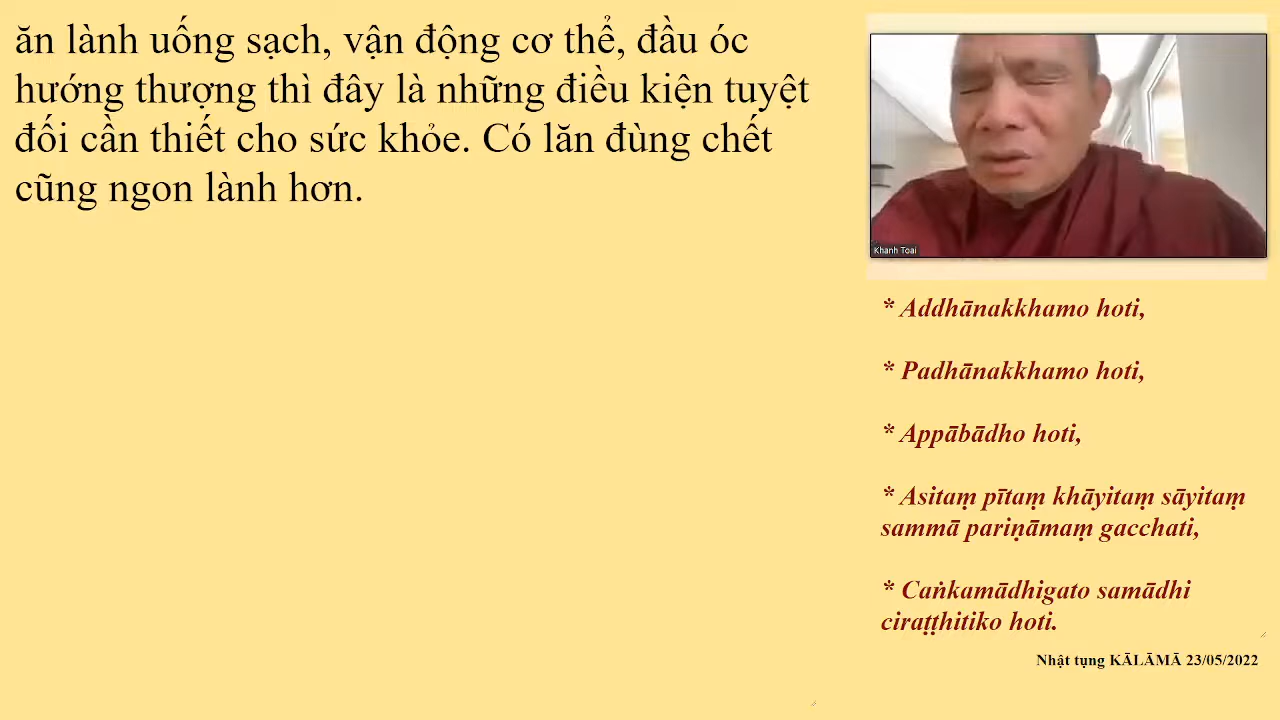 ăn lành uống sạch, vận động cơ thể, đầu óc
hướng thượng thì đây là những điều kiện tuyệt
đối cần thiết cho sức khỏe. Có lăn đùng chết
cũng ngon lành hơn.
Khanh Toai
* Addhānakkhamo hoti,
* Padhānakkhamo hoti,
* Appābādho hoti,
* Asitaṃ pītaṃ khāyitaṃ sāyitaṃ
sammā pariṇāmaṃ gacchati,
* Caṅkamādhigato samādhi
ciraṭṭhitiko hoti.
Nhật tụng KĀLĀMĀ 23/05/2022